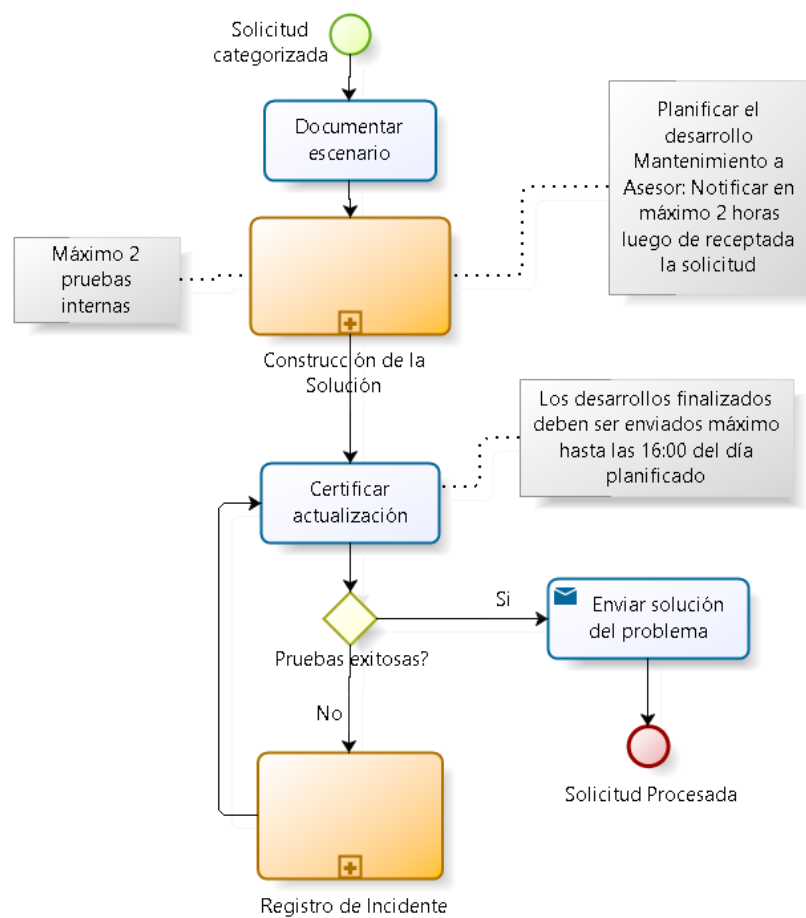 Solicitud
categorizada
Documentar
escenario
Planificar el
desarrollo
Mantenimiento a
Asesor: Notificar en
máximo 2 horas
luego de receptada
la solicitud
Máximo 2
pruebas
internas
Construcción de la
Solución
Los desarrollos finalizados
deben ser enviados máximo
hasta las 16:00 del día
planificado
Certificar
actualización
Si
Enviar solución
del problema
Pruebas exitosas?
No
Solicitud Procesada
Registro de Incidente